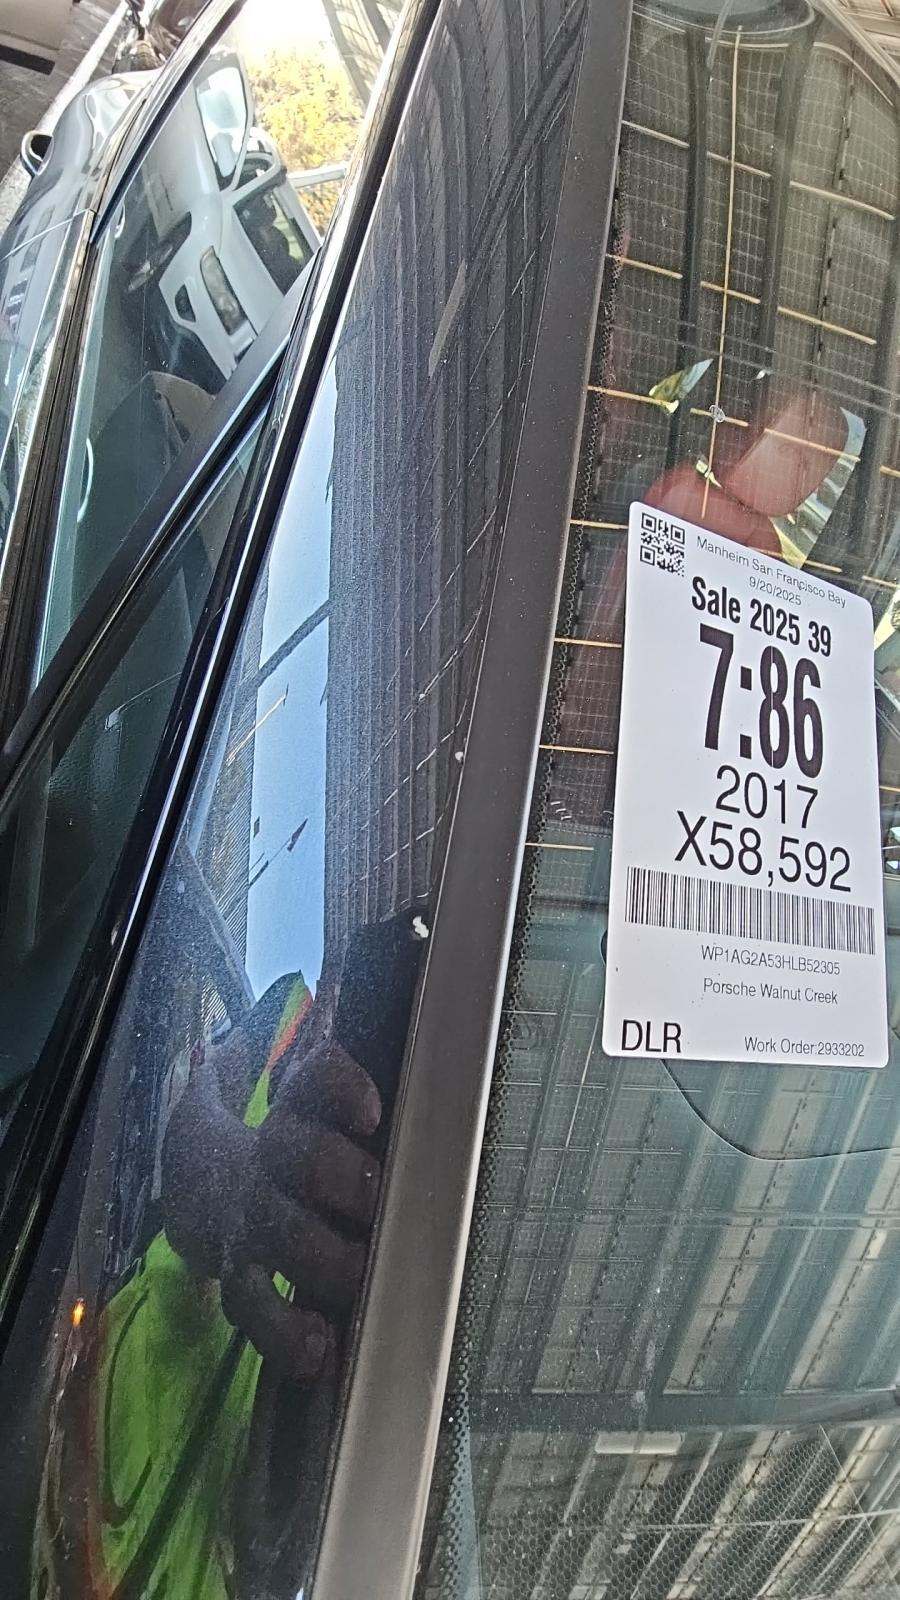 Manheim San Francisco Bay
9/20/2025
Sale 2025 39
7:86
2017
X58,592
WP1AG2A53HLB52305
Porsche Walnut Creek
DLR Work Order:2933202